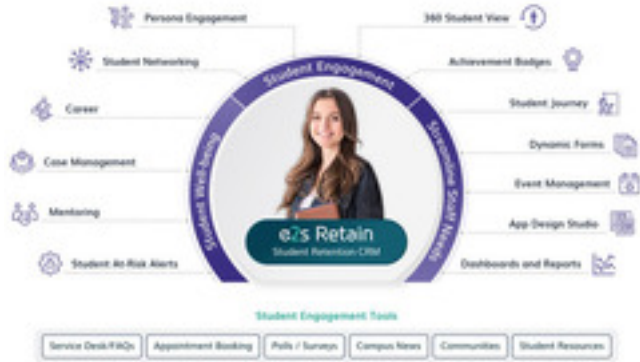 Persona Engagement
360 Student View
Student Networking
Achievement Badges
Career
Student Journey
Case Management
Dynamic Forms
Mentoring
Event Management
Student At-Risk Alerts
App Design Studio
Dashboards and Reports
Student Engagement
Student Well-being
Streamline Staff Needs
e2s Retain
Student Retention CRM
Student Engagement Tools
Service Desk/FAQs
Appointment Booking
Polls / Surveys
Campus News
Communities
Student Resources